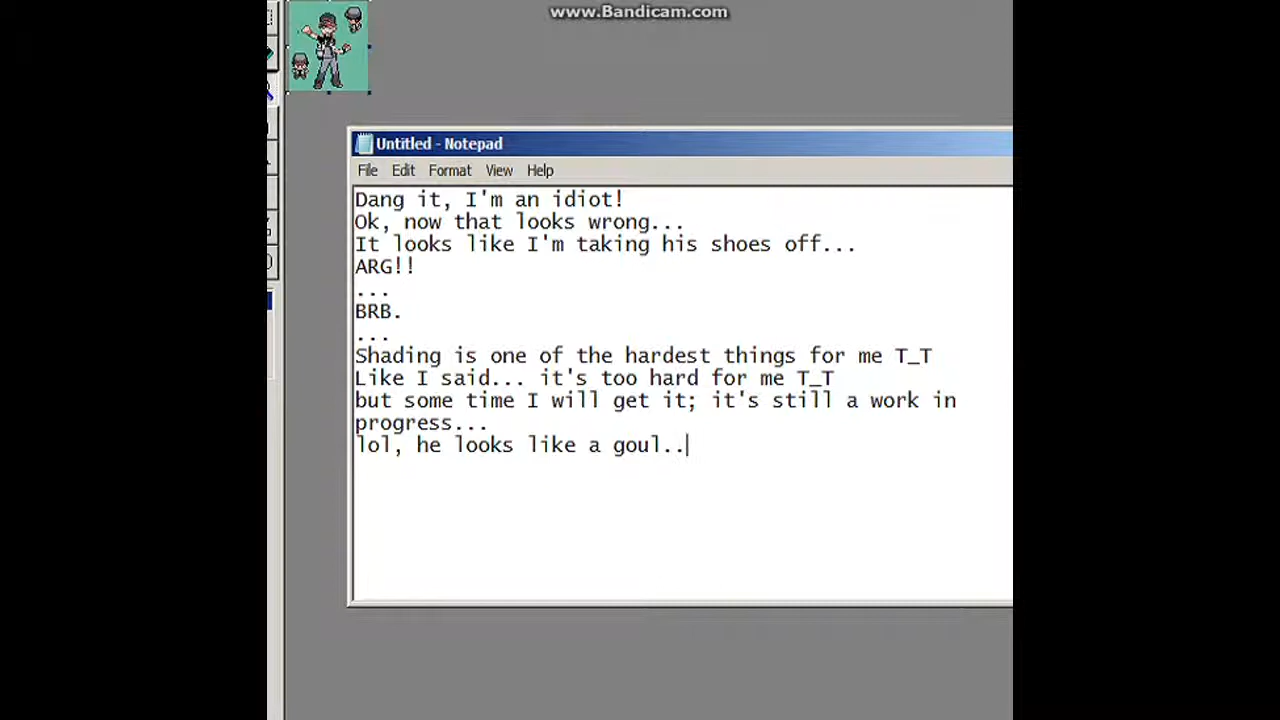 www.Bandicam.com
Untitled - Notepad
File Edit Format View Help
Dang it, I'm an idiot!
Ok, now that looks wrong...
It looks like I'm taking his shoes off...
ARG!!
...
BRB.
...
Shading is one of the hardest things for me T_T
Like I said... it's too hard for me T_T
but some time I will get it; it's still a work in
progress...
lol, he looks like a goul..